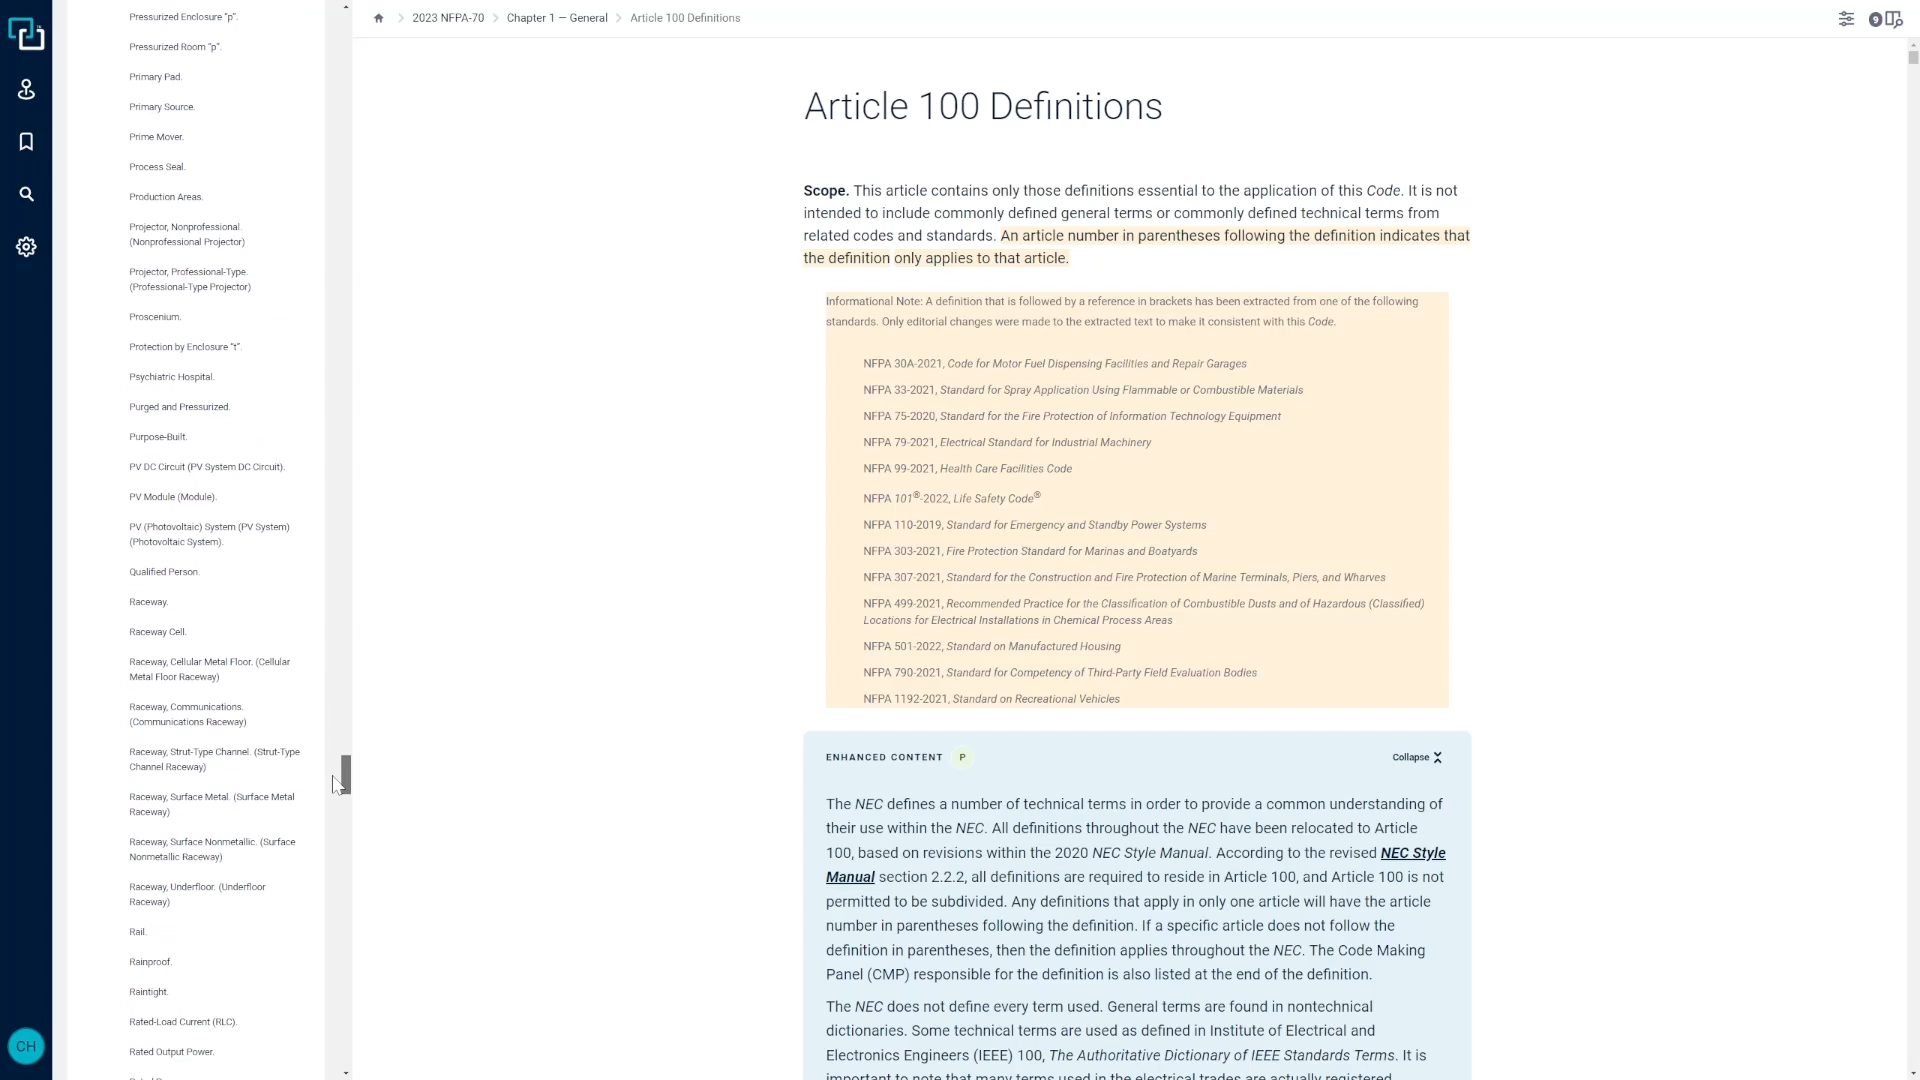 Pressurized Enclosure “p”.
Pressurized Room “p”.
Primary Pad.
Primary Source.
Prime Mover.
Process Seal.
Production Areas.
Projector, Nonprofessional.
(Nonprofessional Projector)
Projector, Professional-Type.
(Professional-Type Projector)
Proscenium.
Protection by Enclosure “t”.
Psychiatric Hospital.
Purged and Pressurized.
Purpose-Built.
PV DC Circuit (PV System DC Circuit).
PV Module (Module).
PV (Photovoltaic) System (PV System)
(Photovoltaic System).
Qualified Person.
Raceway.
Raceway Cell.
Raceway, Cellular Metal Floor. (Cellular
Metal Floor Raceway)
Raceway, Communications.
(Communications Raceway)
Raceway, Strut-Type Channel. (Strut-Type
Channel Raceway)
Raceway, Surface Metal. (Surface Metal
Raceway)
Raceway, Surface Nonmetallic. (Surface
Nonmetallic Raceway)
Raceway, Underfloor. (Underfloor
Raceway)
Rail.
Rainproof.
Raintight.
Rated-Load Current (RLC).
Rated Output Power.
CH
2023 NFPA-70
Chapter 1 — General
Article 100 Definitions
9
Article 100 Definitions
Scope. This article contains only those definitions essential to the application of this Code. It is not
intended to include commonly defined general terms or commonly defined technical terms from
related codes and standards. An article number in parentheses following the definition indicates that
the definition only applies to that article.
Informational Note: A definition that is followed by a reference in brackets has been extracted from one of the following
standards. Only editorial changes were made to the extracted text to make it consistent with this Code.
NFPA 30A-2021, Code for Motor Fuel Dispensing Facilities and Repair Garages
NFPA 33-2021, Standard for Spray Application Using Flammable or Combustible Materials
NFPA 75-2020, Standard for the Fire Protection of Information Technology Equipment
NFPA 79-2021, Electrical Standard for Industrial Machinery
NFPA 99-2021, Health Care Facilities Code
NFPA 101®-2022, Life Safety Code®
NFPA 110-2019, Standard for Emergency and Standby Power Systems
NFPA 303-2021, Fire Protection Standard for Marinas and Boatyards
NFPA 307-2021, Standard for the Construction and Fire Protection of Marine Terminals, Piers, and Wharves
NFPA 499-2021, Recommended Practice for the Classification of Combustible Dusts and of Hazardous (Classified)
Locations for Electrical Installations in Chemical Process Areas
NFPA 501-2022, Standard on Manufactured Housing
NFPA 790-2021, Standard for Competency of Third-Party Field Evaluation Bodies
NFPA 1192-2021, Standard on Recreational Vehicles
ENHANCED CONTENT P
Collapse
The NEC defines a number of technical terms in order to provide a common understanding of
their use within the NEC. All definitions throughout the NEC have been relocated to Article
100, based on revisions within the 2020 NEC Style Manual. According to the revised NEC Style
Manual section 2.2.2, all definitions are required to reside in Article 100, and Article 100 is not
permitted to be subdivided. Any definitions that apply in only one article will have the article
number in parentheses following the definition. If a specific article does not follow the
definition in parentheses, then the definition applies throughout the NEC. The Code Making
Panel (CMP) responsible for the definition is also listed at the end of the definition.
The NEC does not define every term used. General terms are found in nontechnical
dictionaries. Some technical terms are used as defined in Institute of Electrical and
Electronics Engineers (IEEE) 100, The Authoritative Dictionary of IEEE Standards Terms. It is
important to note that many terms used in the electrical trades are actually registered